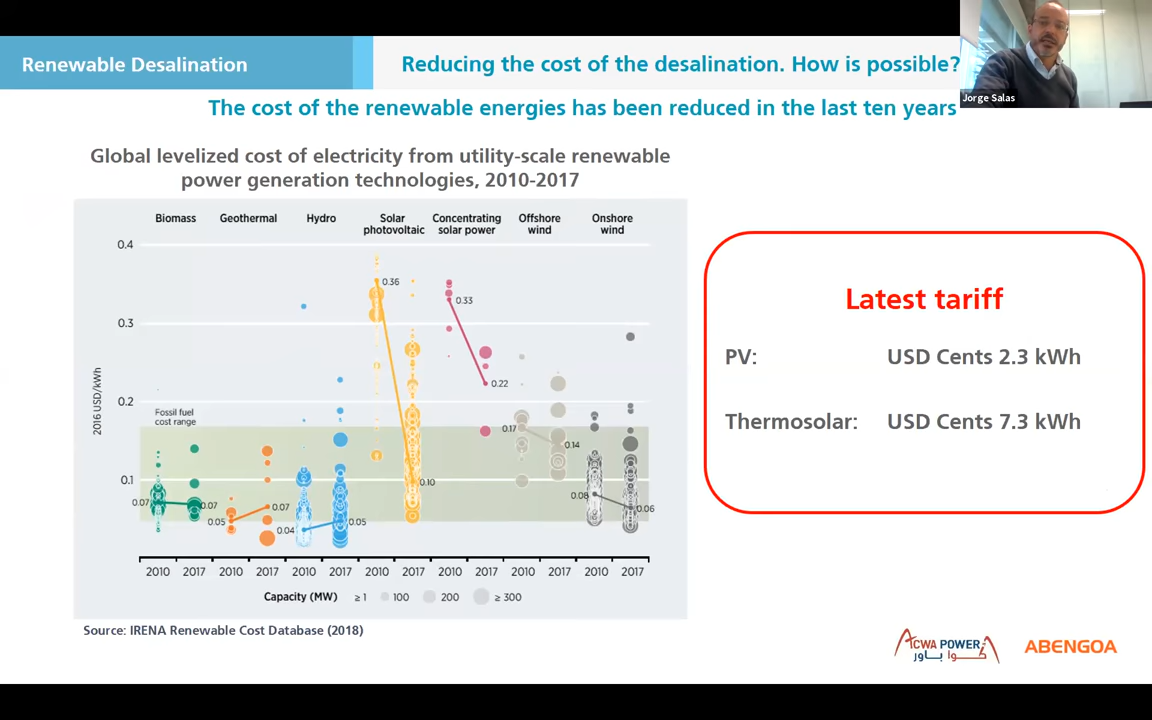 Renewable Desalination
Reducing the cost of the desalination. How is possible?
Jorge Salas
The cost of the renewable energies has been reduced in the last ten years
Global levelized cost of electricity from utility-scale renewable
power generation technologies, 2010-2017
Biomass Geothermal Hydro Solar photovoltaic Concentrating solar power Offshore wind Onshore wind
0.4
0.3
0.2
0.1
2016 USD/kWh
Fossil fuel
cost range
0.07 0.07
0.05 0.07
0.04 0.05
0.36 0.10
0.33 0.22
0.17 0.14
0.08 0.06
2010 2017 2010 2017 2010 2017 2010 2017 2010 2017 2010 2017 2010 2017
Capacity (MW) ≥ 1 100 200 ≥ 300
Source: IRENA Renewable Cost Database (2018)
Latest tariff
PV: USD Cents 2.3 kWh
Thermosolar: USD Cents 7.3 kWh
ACWA POWER
أكوا باور
ABENGOA